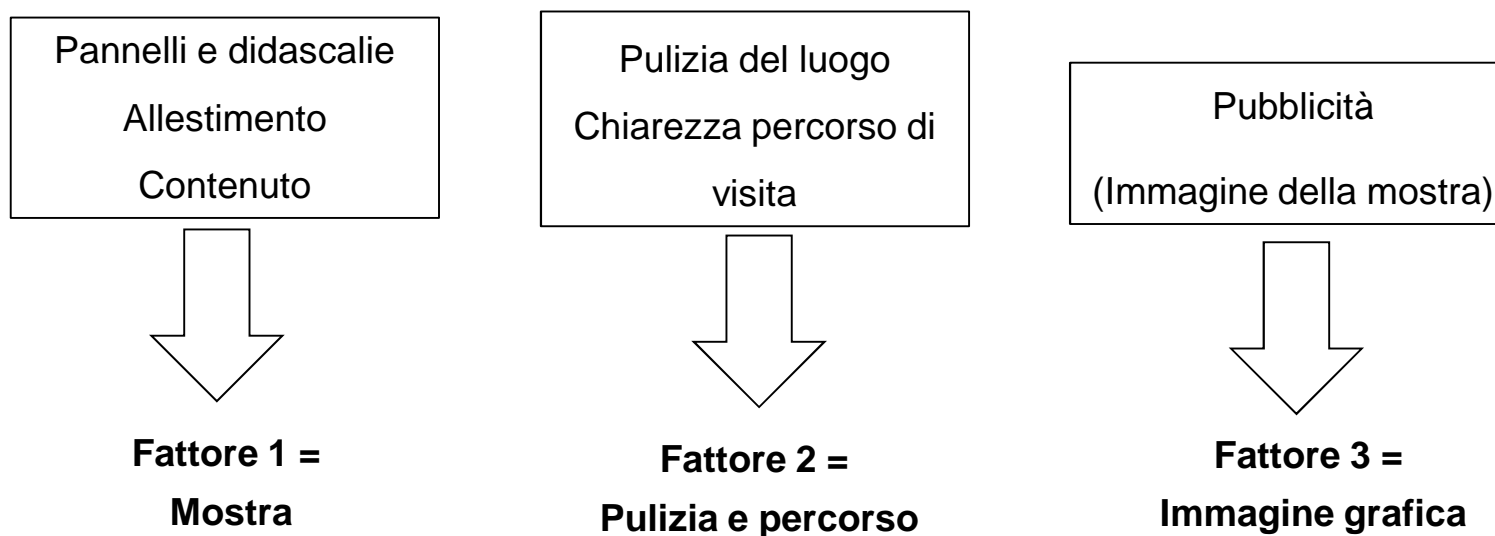 Pannelli e didascalie
Allestimento
Contenuto
Pulizia del luogo
Chiarezza percorso di
visita
Pubblicità
(Immagine della mostra)
Fattore 1 =
Mostra
Fattore 2 =
Pulizia e percorso
Fattore 3 =
Immagine grafica